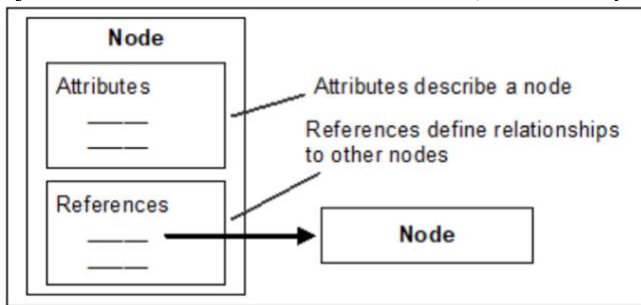 Node
Attributes
Attributes describe a node
References define relationships
to other nodes
References
Node